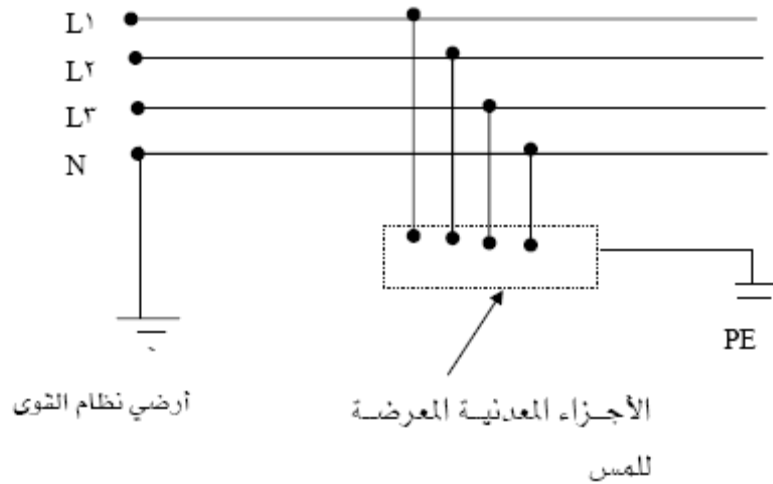 L١
L٢
L٣
N
PE
أرضي نظام القوى
الأجزاء المعدنية المعرضة
للمس